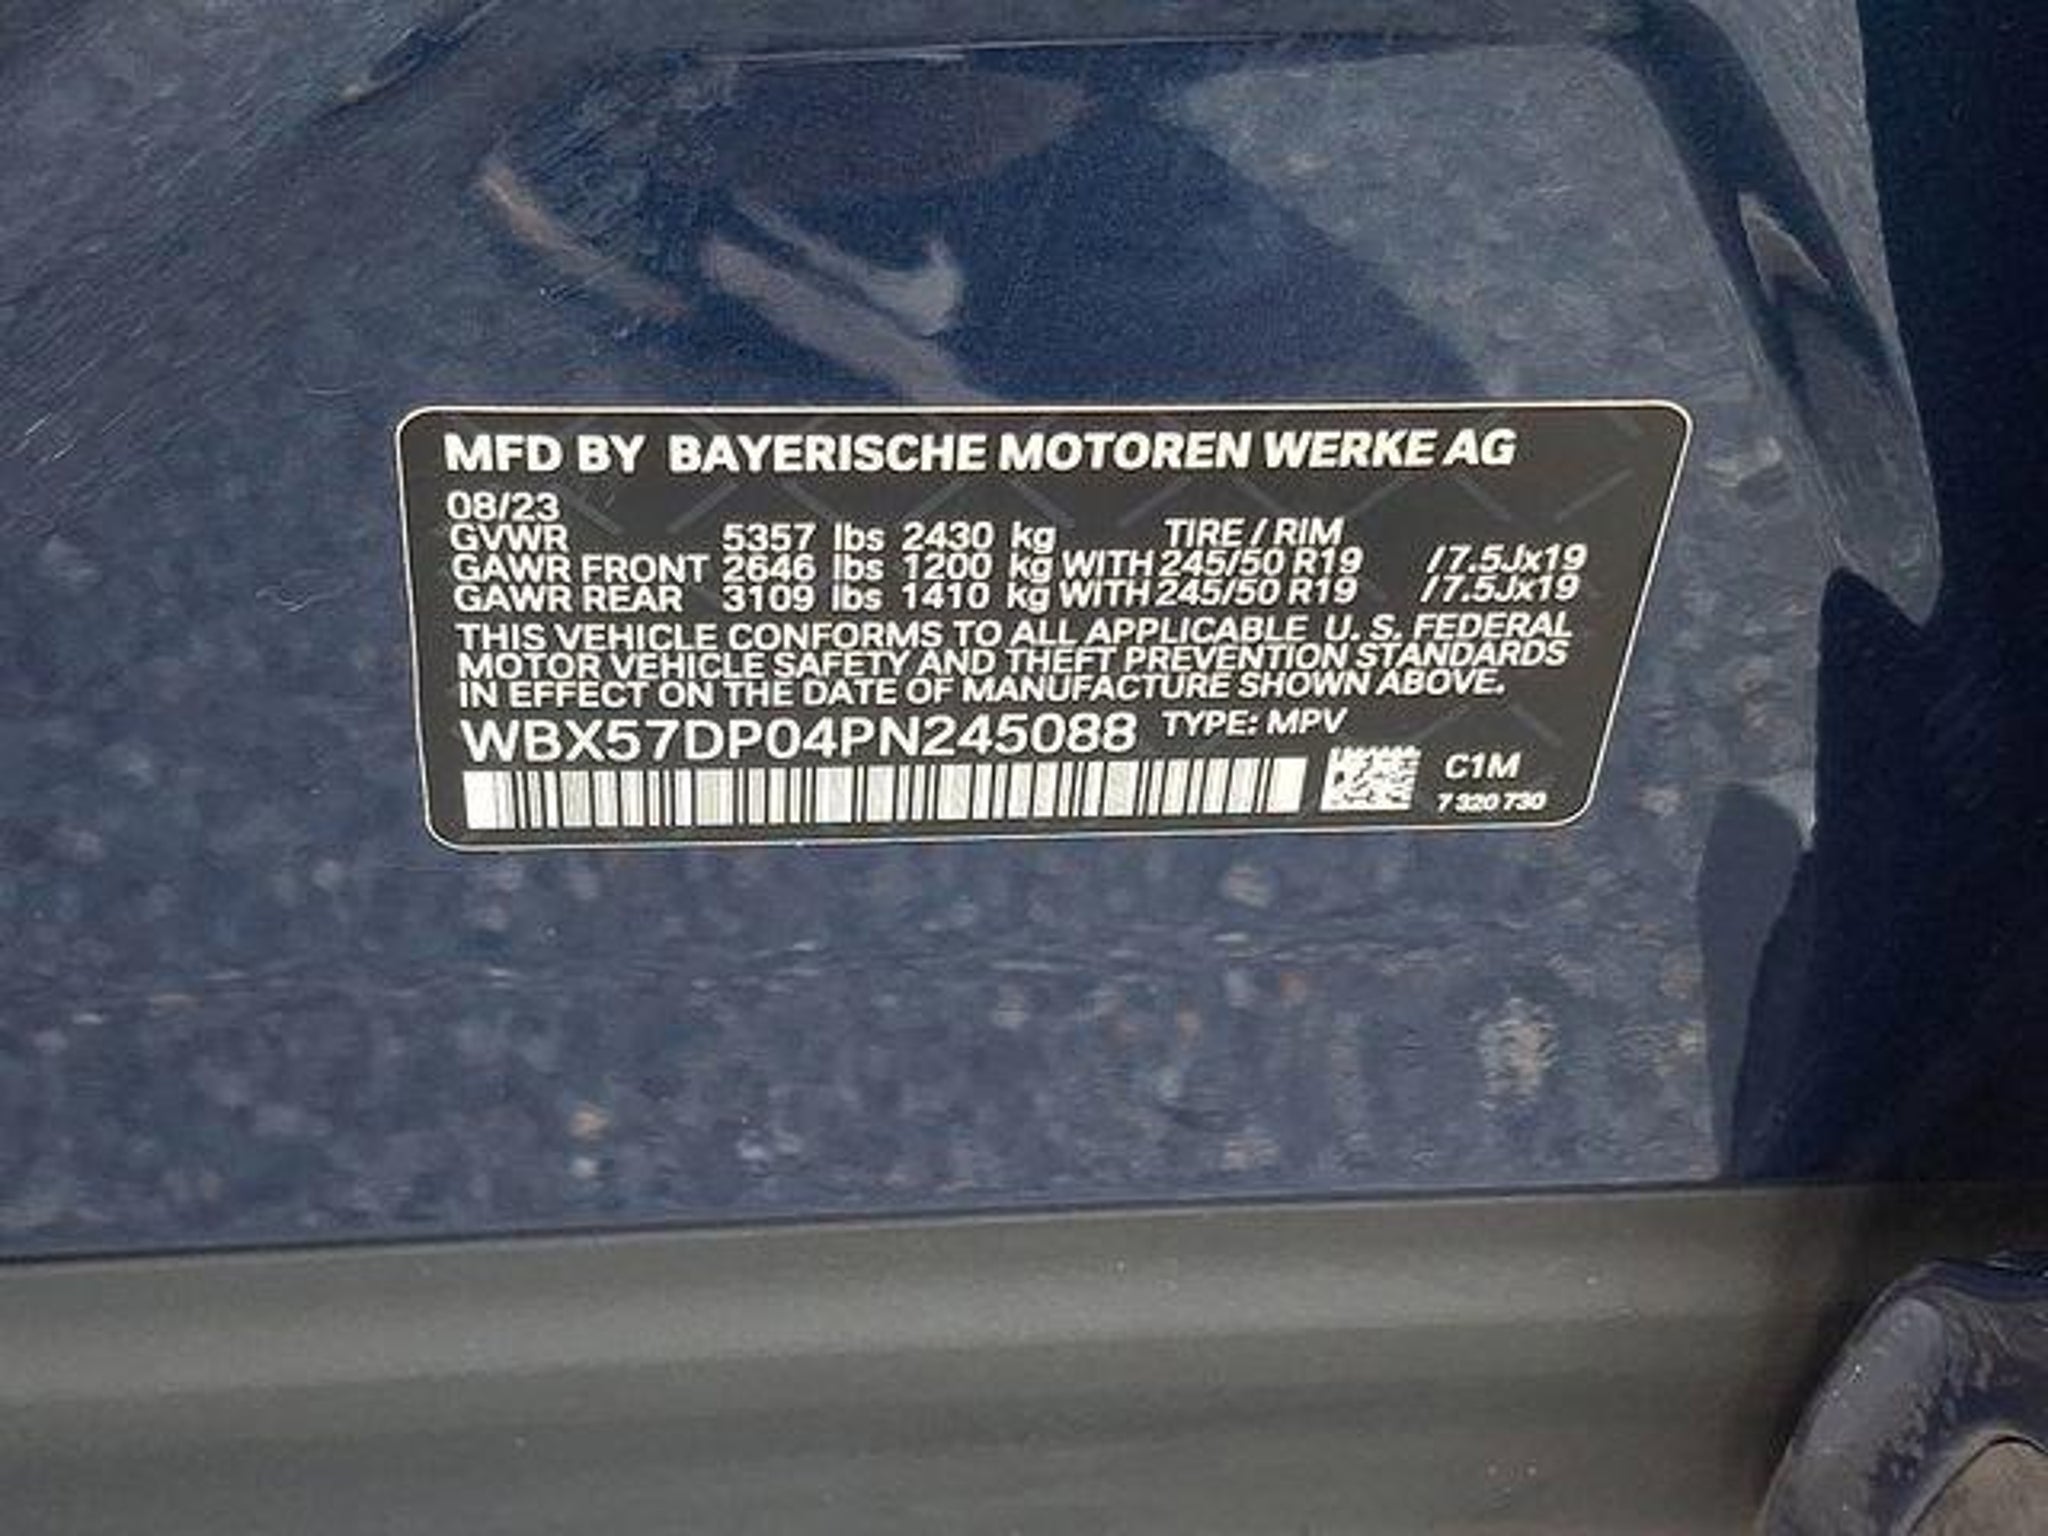 MFD BY BAYERISCHE MOTOREN WERKE AG
08/23
GVWR 5357 lbs 2430 kg TIRE / RIM
GAWR FRONT 2646 lbs 1200 kg WITH 245/50 R19 /7.5Jx19
GAWR REAR 3109 lbs 1410 kg WITH 245/50 R19 /7.5Jx19
THIS VEHICLE CONFORMS TO ALL APPLICABLE U. S. FEDERAL
MOTOR VEHICLE SAFETY AND THEFT PREVENTION STANDARDS
IN EFFECT ON THE DATE OF MANUFACTURE SHOWN ABOVE.
WBX57DP04PN245088 TYPE: MPV
C1M
7 320 730